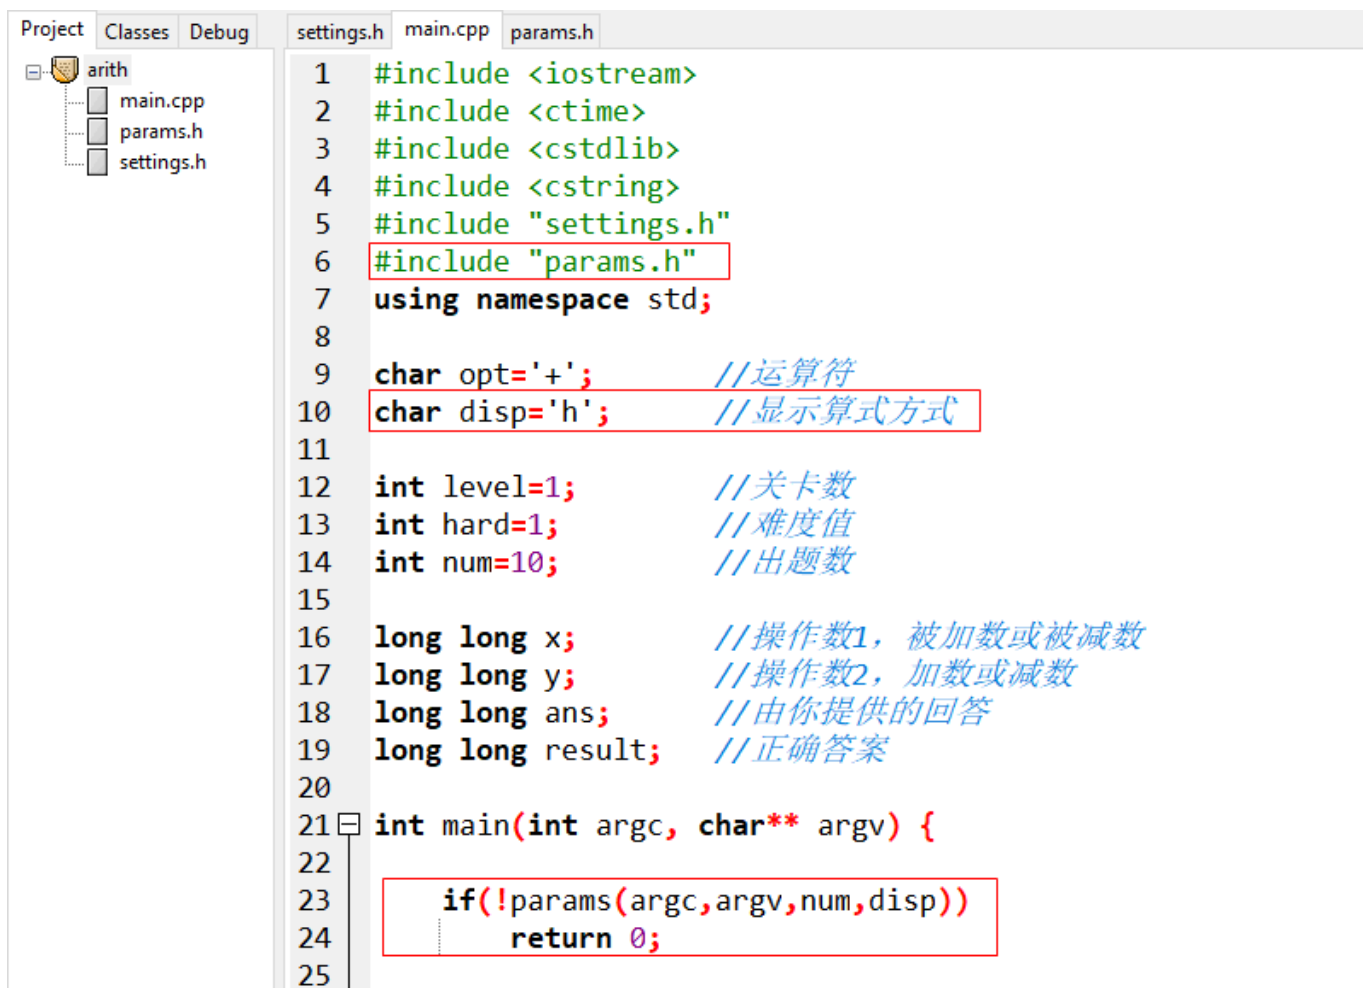 Project Classes Debug settings.h main.cpp params.h
arith
main.cpp
params.h
settings.h
1 #include <iostream>
2 #include <ctime>
3 #include <cstdlib>
4 #include <cstring>
5 #include "settings.h"
6 #include "params.h"
7 using namespace std;
8
9 char opt='+'; //运算符
10 char disp='h'; //显示算式方式
11
12 int level=1; //关卡数
13 int hard=1; //难度值
14 int num=10; //出题数
15
16 long long x; //操作数1，被加数或被减数
17 long long y; //操作数2，加数或减数
18 long long ans; //由你提供的回答
19 long long result; //正确答案
20
21 int main(int argc, char** argv) {
22
23 if(!params(argc,argv,num,disp))
24 return 0;
25